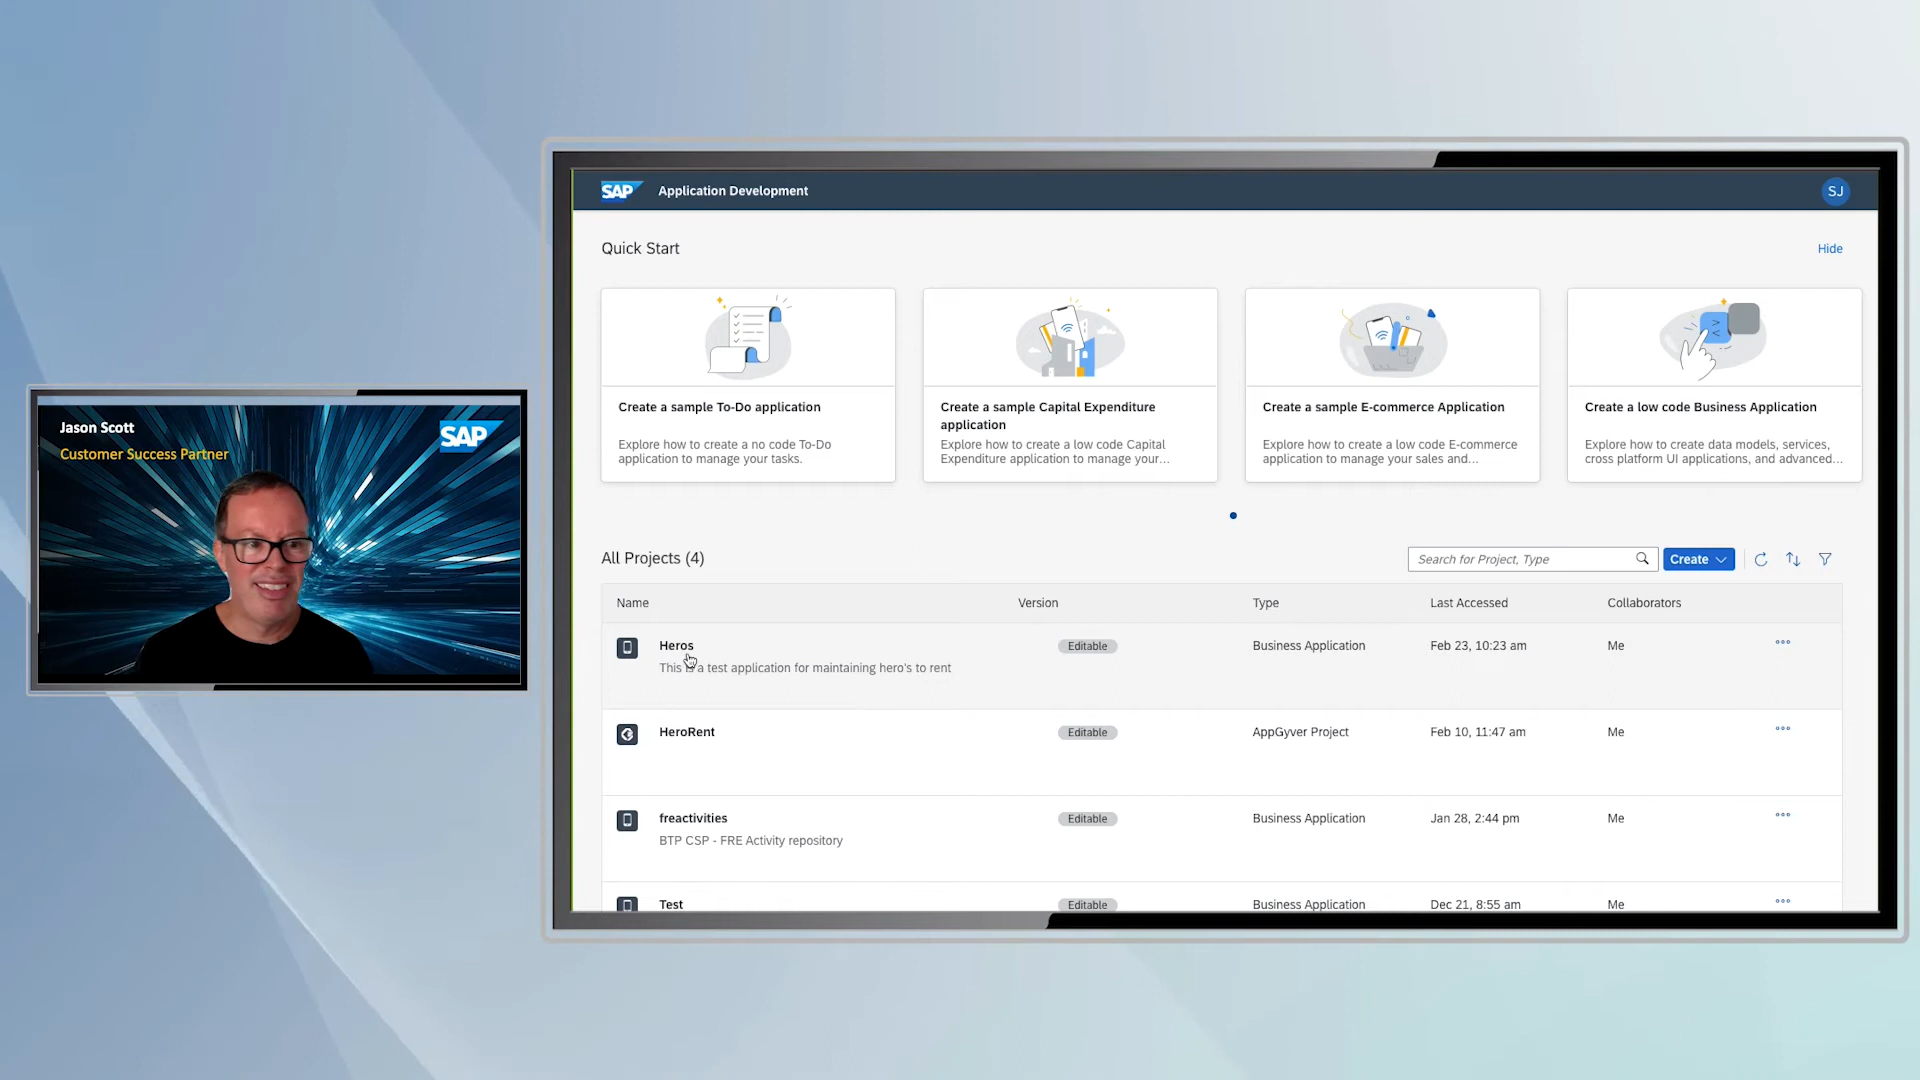 Jason Scott
SAP
Customer Success Partner
SAP Application Development SJ
Quick Start Hide
Create a sample To-Do application
Explore how to create a no code To-Do
application to manage your tasks.
Create a sample Capital Expenditure
application
Explore how to create a low code Capital
Expenditure application to manage your...
Create a sample E-commerce Application
Explore how to create a low code E-commerce
application to manage your sales and...
Create a low code Business Application
Explore how to create data models, services,
cross platform UI applications, and advanced...
All Projects (4) Search for Project, Type Create
Name Version Type Last Accessed Collaborators
Heros Editable Business Application Feb 23, 10:23 am Me
This is a test application for maintaining hero's to rent
HeroRent Editable AppGyver Project Feb 10, 11:47 am Me
freactivities Editable Business Application Jan 28, 2:44 pm Me
BTP CSP - FRE Activity repository
Test Editable Business Application Dec 21, 8:55 am Me